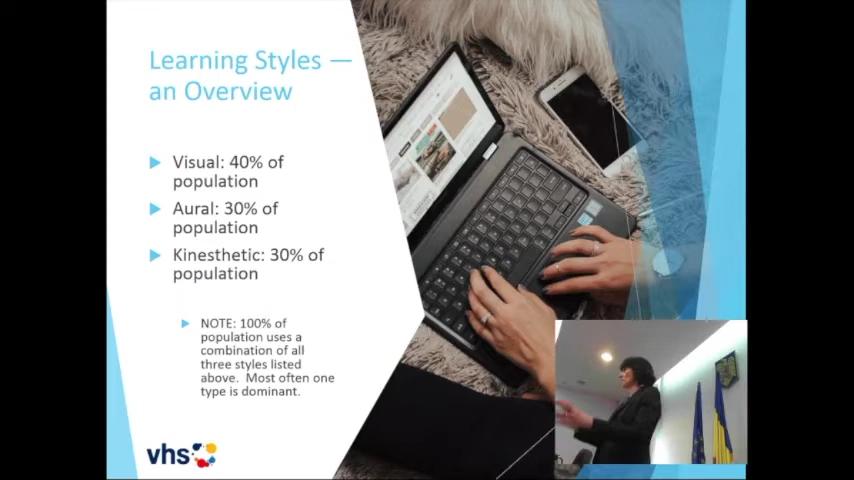 Learning Styles —
an Overview
Visual: 40% of
population
Aural: 30% of
population
Kinesthetic: 30% of
population
NOTE: 100% of
population uses a
combination of all
three styles listed
above. Most often one
type is dominant.
vhs